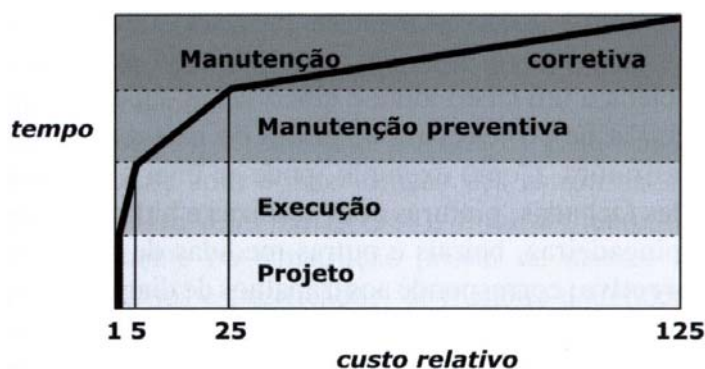 Manutenção corretiva
tempo
Manutenção preventiva
Execução
Projeto
1 5 25 125
custo relativo